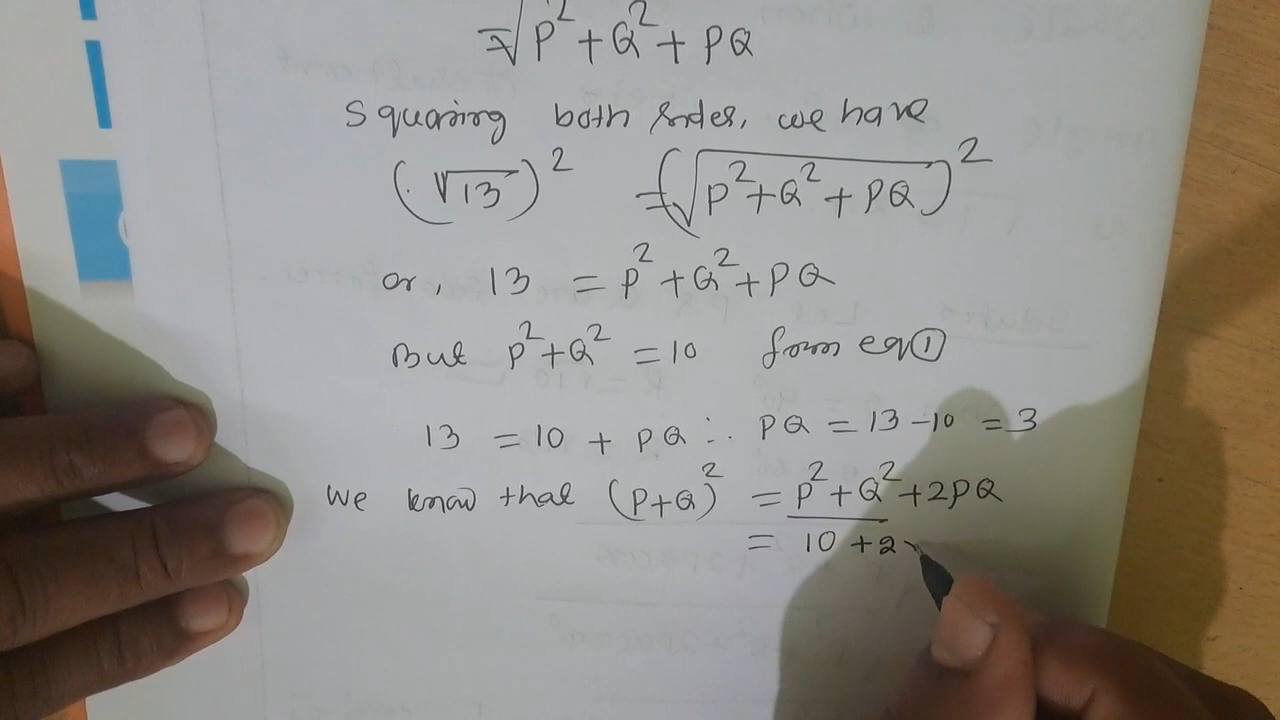 = √P² + Q² + PQ
Squaring both sides, we have
(√13)² = (√P² + Q² + PQ)²
or, 13 = P² + Q² + PQ
But P² + Q² = 10 from eq ①
13 = 10 + PQ ∴ PQ = 13 - 10 = 3
We know that (P+Q)² = P² + Q² + 2PQ
= 10 + 2